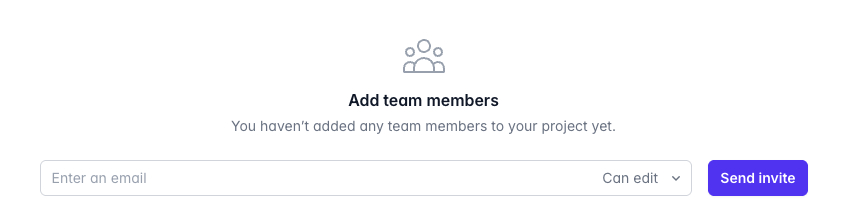 Add team members
You haven’t added any team members to your project yet.
Enter an email Can edit Send invite